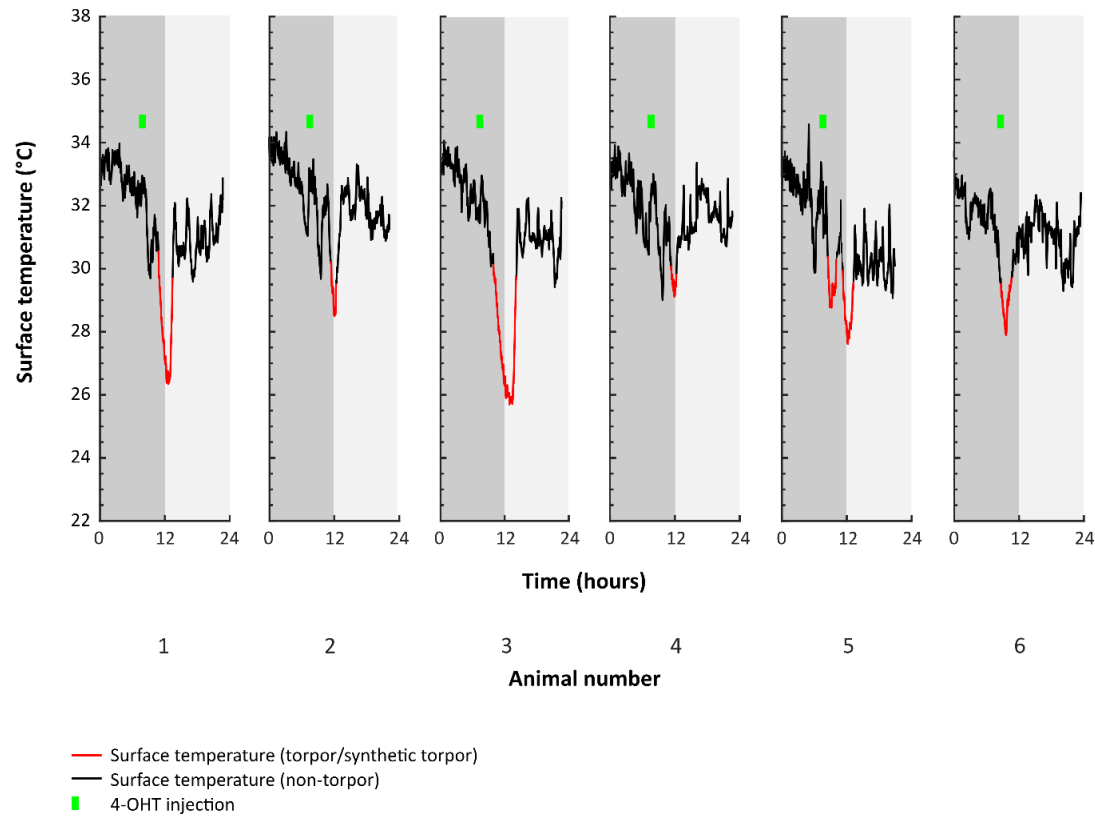 38
36
34
32
30
28
26
24
22
Surface temperature (°C)
0 12 24 0 12 24 0 12 24 0 12 24 0 12 24 0 12 24
Time (hours)
1 2 3 4 5 6
Animal number
Surface temperature (torpor/synthetic torpor)
Surface temperature (non-torpor)
4-OHT injection